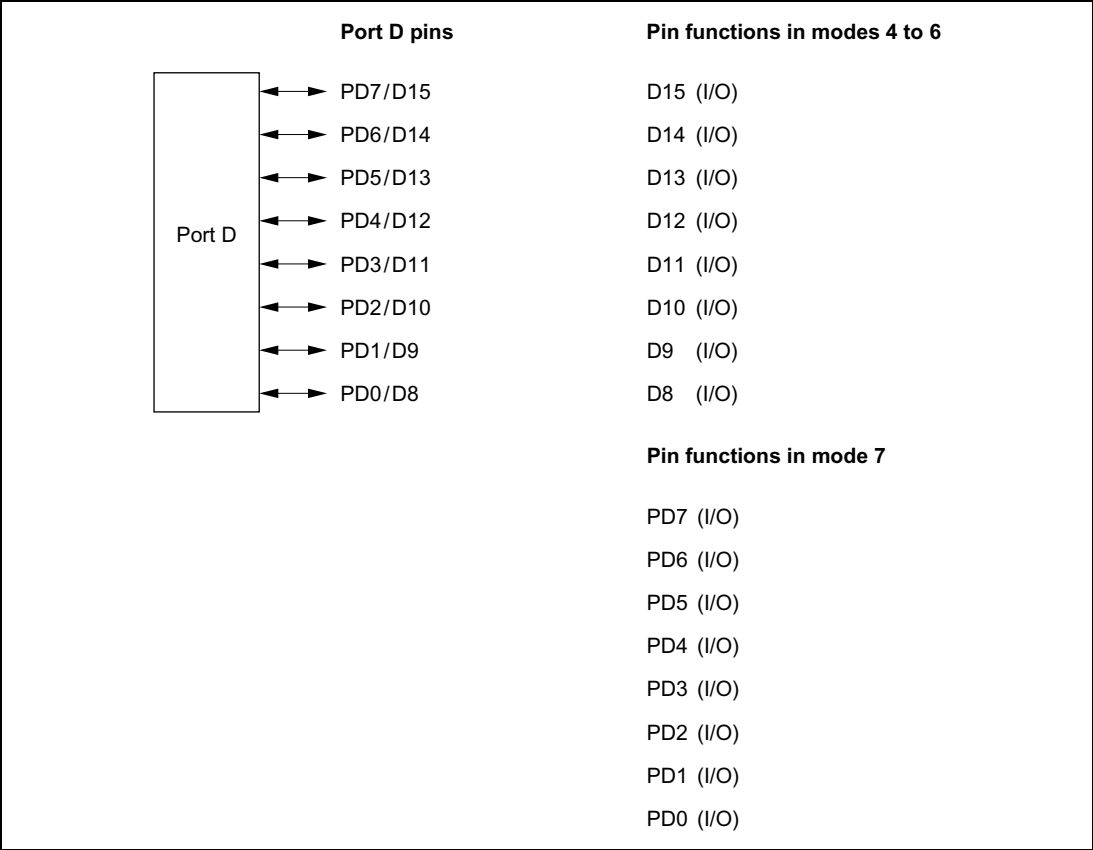 Port D pins Pin functions in modes 4 to 6
PD7/D15 D15 (I/O)
PD6/D14 D14 (I/O)
PD5/D13 D13 (I/O)
PD4/D12 D12 (I/O)
Port D
PD3/D11 D11 (I/O)
PD2/D10 D10 (I/O)
PD1/D9 D9 (I/O)
PD0/D8 D8 (I/O)
Pin functions in mode 7
PD7 (I/O)
PD6 (I/O)
PD5 (I/O)
PD4 (I/O)
PD3 (I/O)
PD2 (I/O)
PD1 (I/O)
PD0 (I/O)